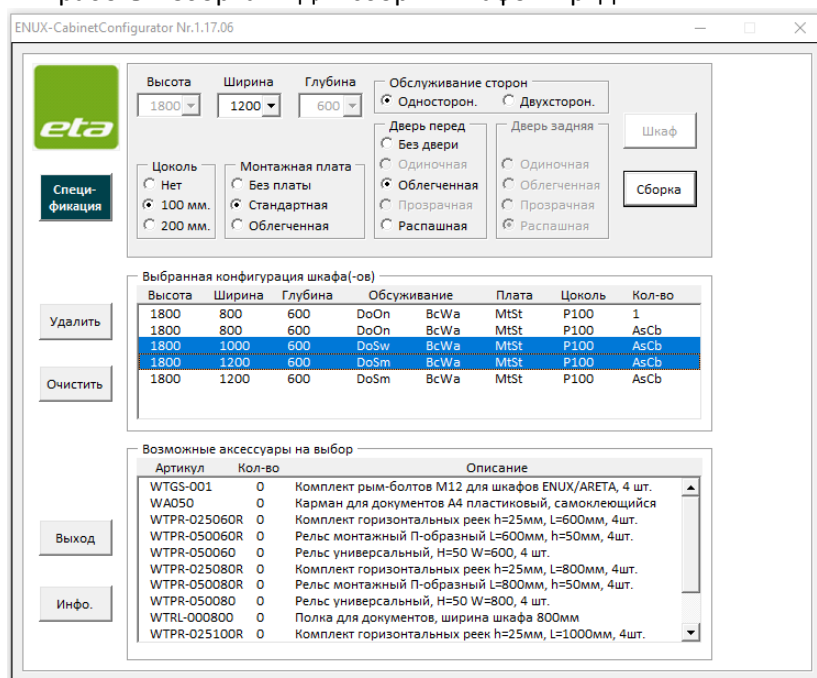 ENUX-CabinetConfigurator Nr.1.17.06
eta
Высота Ширина Глубина
1800 1200 600
Обслуживание сторон
Односторон. Двухсторон.
Дверь перед
Без двери
Одиночная
Облегченная
Прозрачная
Распашная
Дверь задняя
Одиночная
Облегченная
Прозрачная
Распашная
Шкаф
Сборка
Цоколь
Нет
100 мм.
200 мм.
Монтажная плата
Без платы
Стандартная
Облегченная
Специ-
фикация
Выбранная конфигурация шкафа(-ов)
Высота Ширина Глубина Обсуживание Плата Цоколь Кол-во
1800 800 600 DoOn BcWa MtSt P100 1
1800 800 600 DoOn BcWa MtSt P100 AsCb
1800 1000 600 DoSw BcWa MtSt P100 AsCb
1800 1200 600 DoSm BcWa MtSt P100 AsCb
1800 1200 600 DoSm BcWa MtSt P100 AsCb
Удалить
Очистить
Возможные аксессуары на выбор
Артикул Кол-во Описание
WTGS-001 0 Комплект рым-болтов М12 для шкафов ENUX/ARETA, 4 шт.
WA050 0 Карман для документов А4 пластиковый, самоклеющийся
WTPR-025060R 0 Комплект горизонтальных реек h=25мм, L=600мм, 4шт.
WTPR-050060R 0 Рельс монтажный П-образный L=600мм, h=50мм, 4шт.
WTPR-050060 0 Рельс универсальный, H=50 W=600, 4 шт.
WTPR-025080R 0 Комплект горизонтальных реек h=25мм, L=800мм, 4шт.
WTPR-050080R 0 Рельс монтажный П-образный L=800мм, h=50мм, 4шт.
WTPR-050080 0 Рельс универсальный, H=50 W=800, 4 шт.
WTRL-000800 0 Полка для документов, ширина шкафа 800мм
WTPR-025100R 0 Комплект горизонтальных реек h=25мм, L=1000мм, 4шт.
Выход
Инфо.